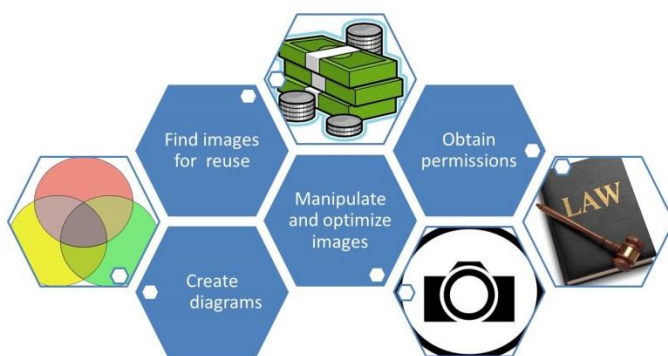 Find images
for reuse
Obtain
permissions
Manipulate
and optimize
images
LAW
Create
diagrams